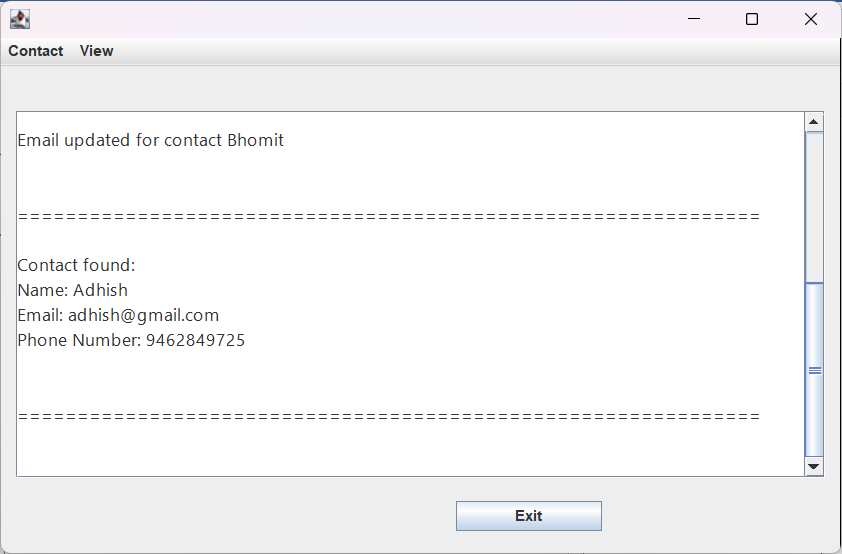 Contact View
Email updated for contact Bhomit
==============================================================
Contact found:
Name: Adhish
Email: adhish@gmail.com
Phone Number: 9462849725
==============================================================
Exit